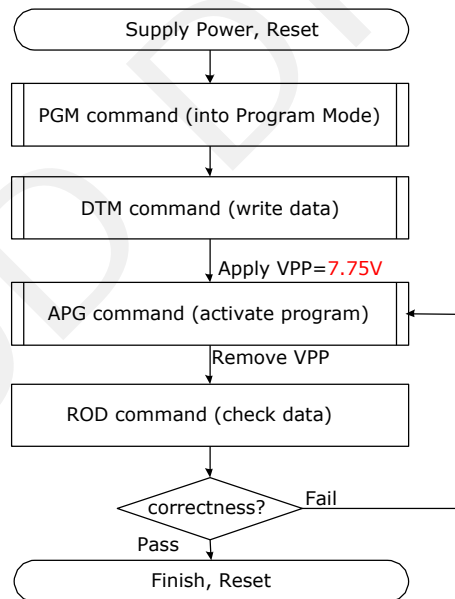 Supply Power, Reset
PGM command (into Program Mode)
DTM command (write data)
Apply VPP=7.75V
APG command (activate program)
Remove VPP
ROD command (check data)
correctness?
Fail
Pass
Finish, Reset